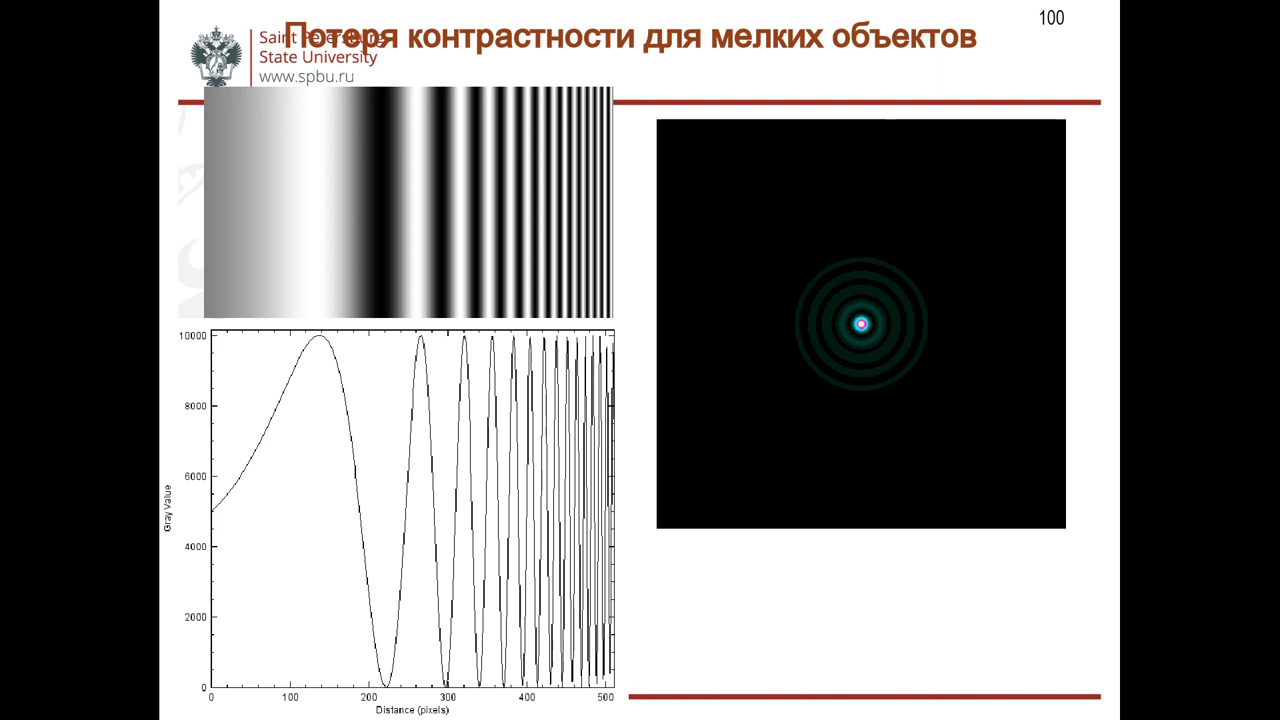 100
Потеря контрастности для мелких объектов
Saint Petersburg
State University
www.spbu.ru
10000
8000
6000
4000
2000
0
Gray Value
0 100 200 300 400 500
Distance (pixels)